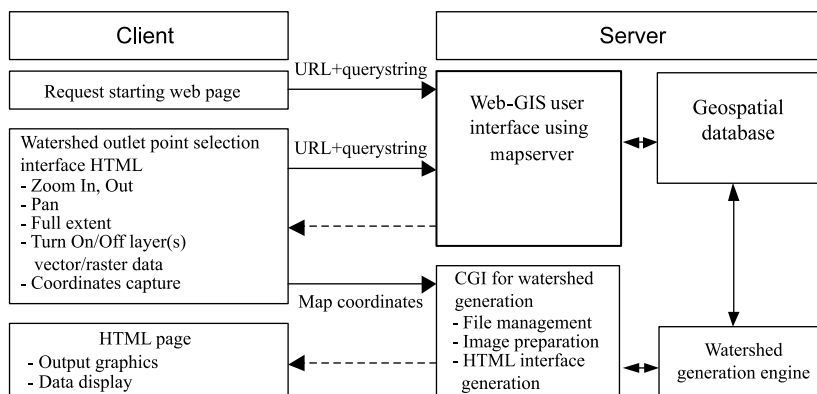 Client
Server
Request starting web page
URL+querystring
Web-GIS user
interface using
mapserver
Geospatial
database
Watershed outlet point selection
interface HTML
- Zoom In, Out
- Pan
- Full extent
- Turn On/Off layer(s)
vector/raster data
- Coordinates capture
URL+querystring
Map coordinates
CGI for watershed
generation
- File management
- Image preparation
- HTML interface
generation
Watershed
generation engine
HTML page
- Output graphics
- Data display